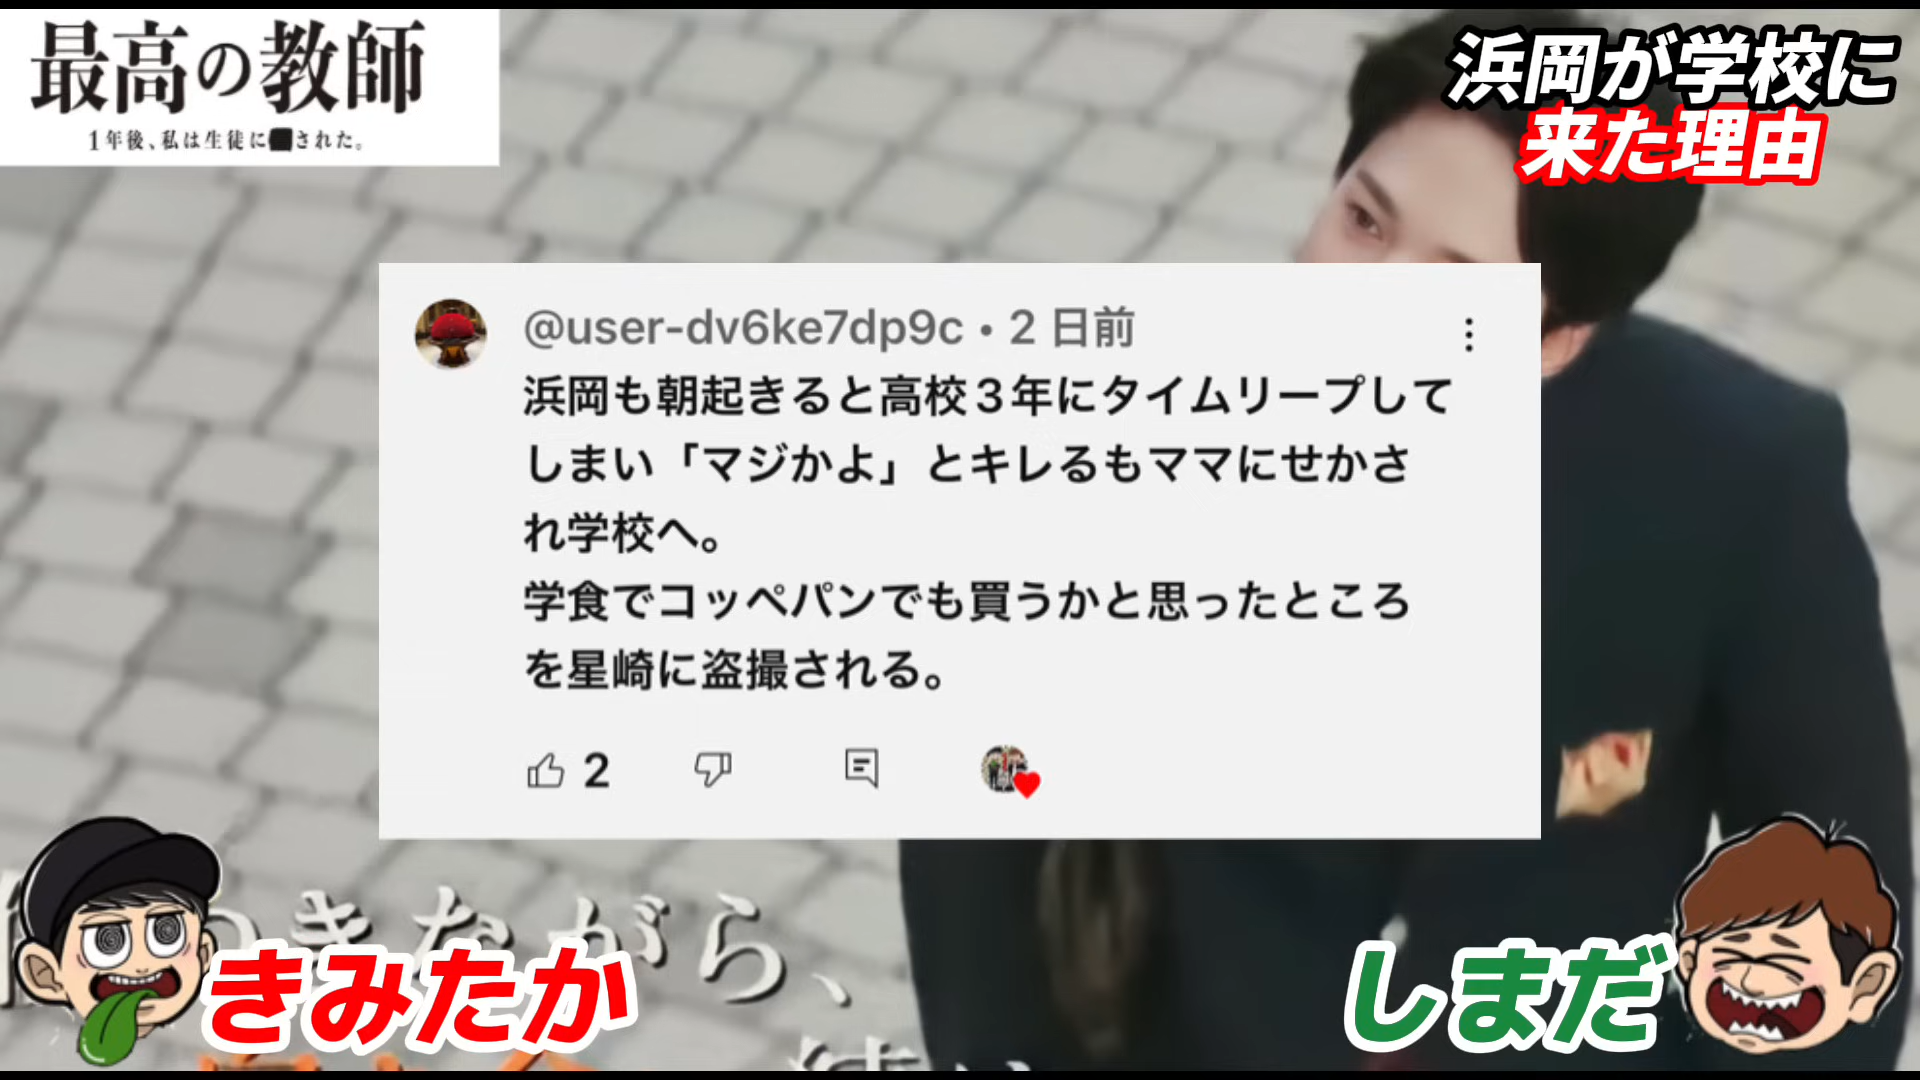 最高の教師
1年後、私は生徒に■された。
浜岡が学校に
来た理由
@user-dv6ke7dp9c・2 日前
浜岡も朝起きると高校３年にタイムリープして
しまい「マジかよ」とキレるもママにせかさ
れ学校へ。
学食でコッペパンでも買うかと思ったところ
を星崎に盗撮される。
2
きながら、
きみたか
しまだ